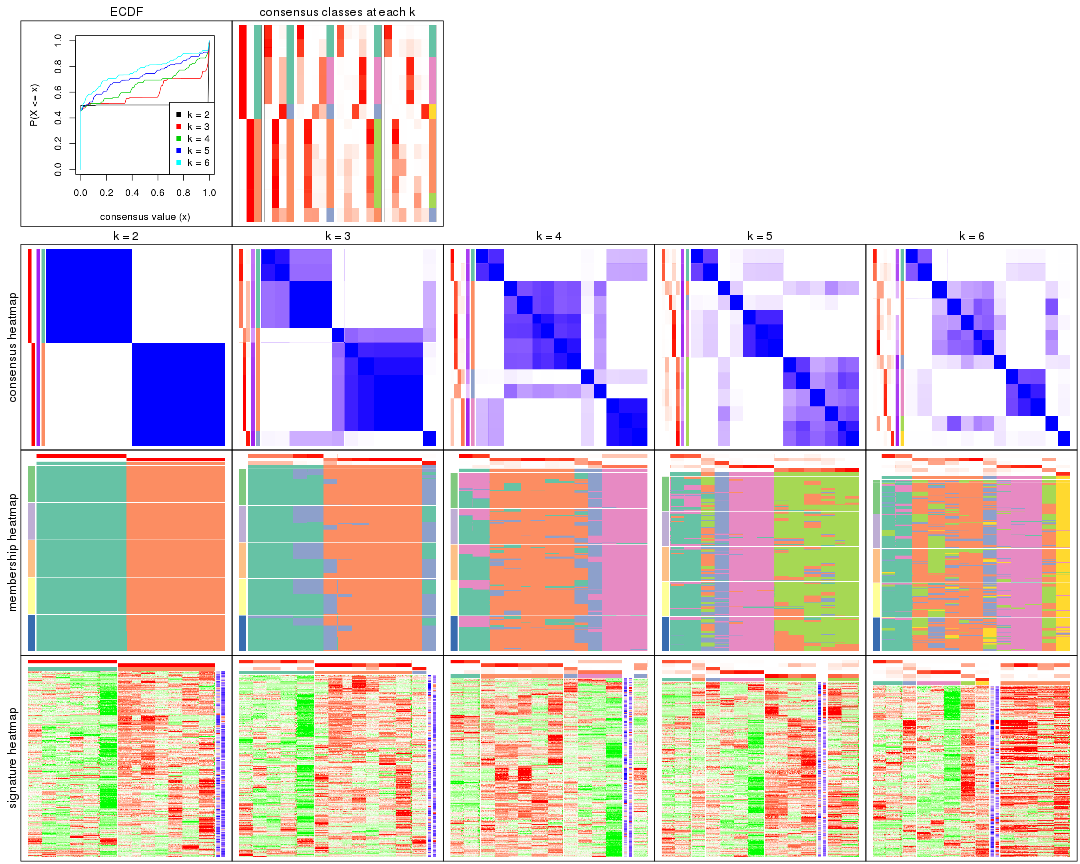 ECDF
consensus classes at each k
P(X <= x)
0.0 0.2 0.4 0.6 0.8 1.0
k = 2
k = 3
k = 4
k = 5
k = 6
0.0 0.2 0.4 0.6 0.8 1.0
consensus value (x)
k = 2
k = 3
k = 4
k = 5
k = 6
consensus heatmap
membership heatmap
signature heatmap